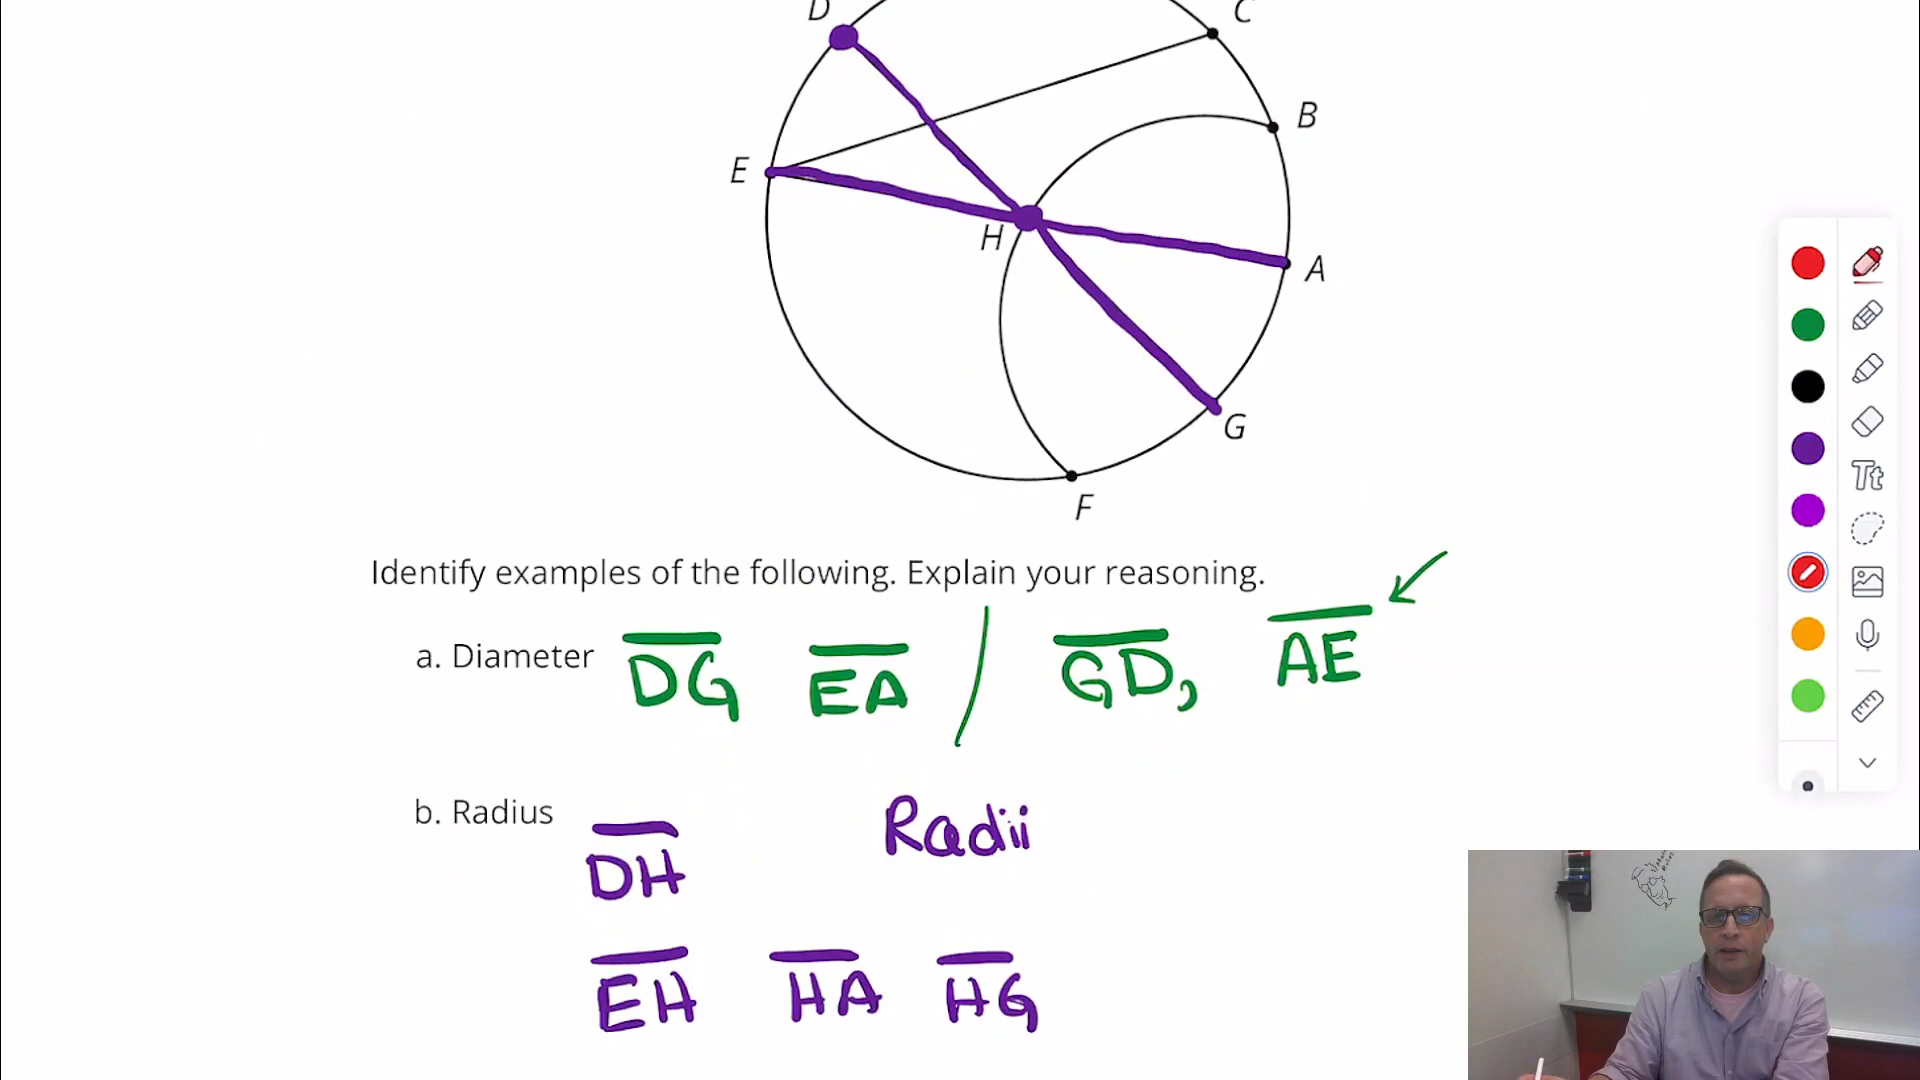 D
C
B
E
H
A
G
F
Identify examples of the following. Explain your reasoning.
a. Diameter DG EA / GD, AE
b. Radius Radii
DH
EH HA HG
Tt